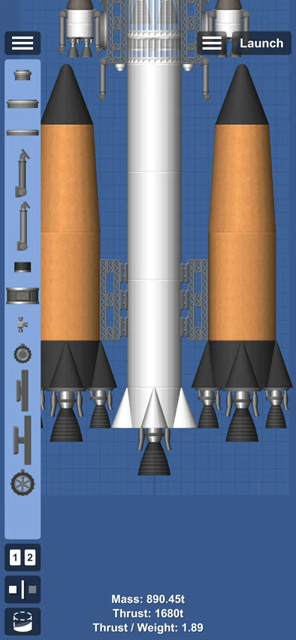 Launch
1 2
Mass: 890.45t
Thrust: 1680t
Thrust / Weight: 1.89